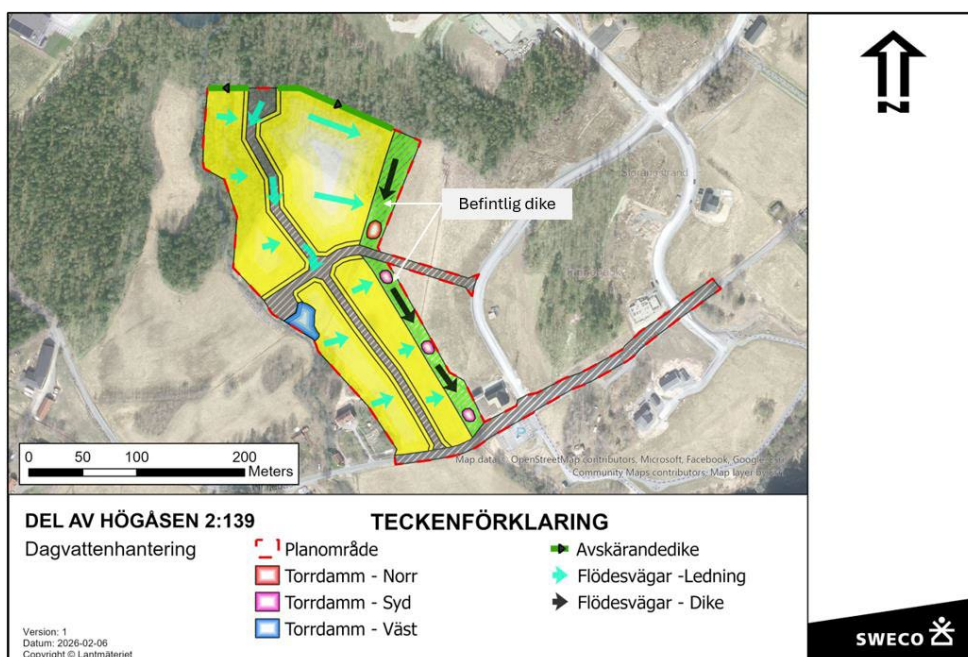 N
Befintlig dike
P
0 50 100 200
Meters
Map data © OpenStreetMap contributors, Microsoft, Facebook, Google,
Community Maps contributors, Map layer by
DEL AV HÖGÅSEN 2:139
Dagvattenhantering
TECKENFÖRKLARING
Planområde
Torrdamm - Norr
Torrdamm - Syd
Torrdamm - Väst
Avskärandedike
Flödesvägar -Ledning
Flödesvägar - Dike
Version: 1
Datum: 2026-02-06
Copyright © Lantmäteriet
SWECO